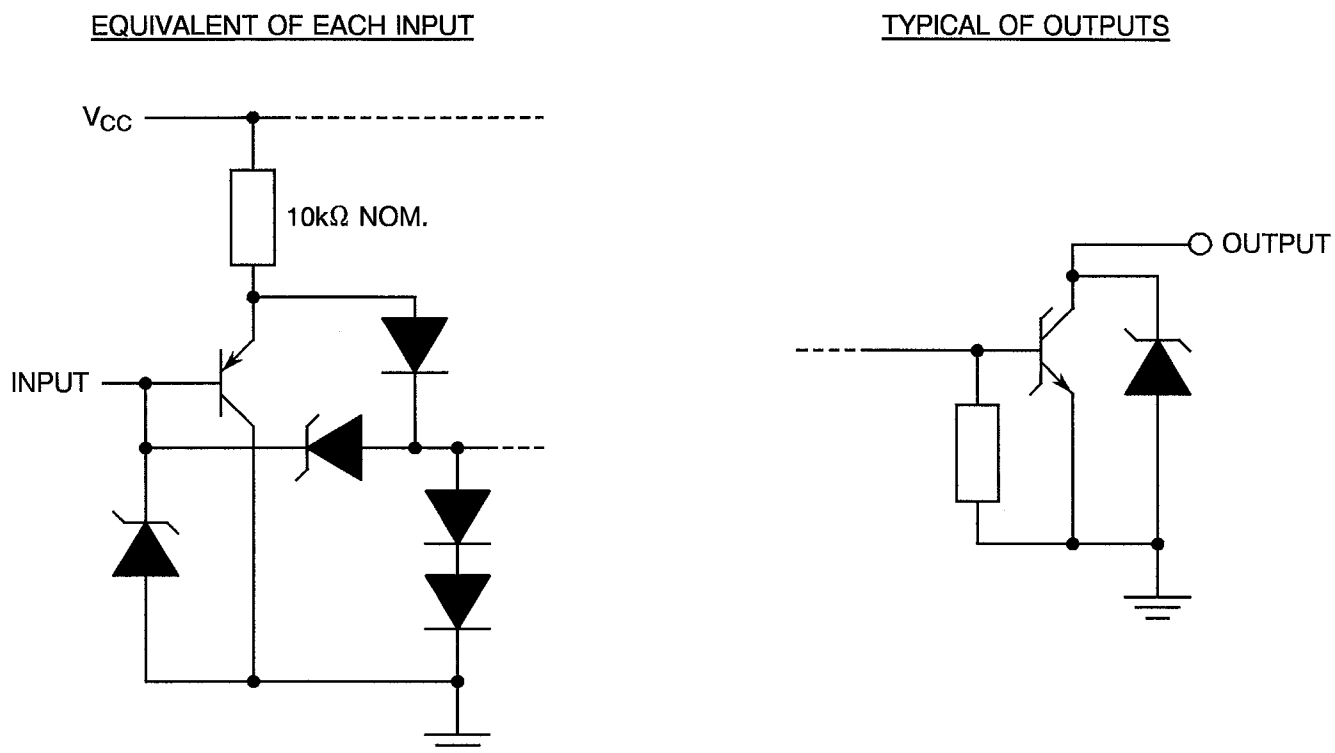 EQUIVALENT OF EACH INPUT
TYPICAL OF OUTPUTS
VCC
10kΩ NOM.
OUTPUT
INPUT